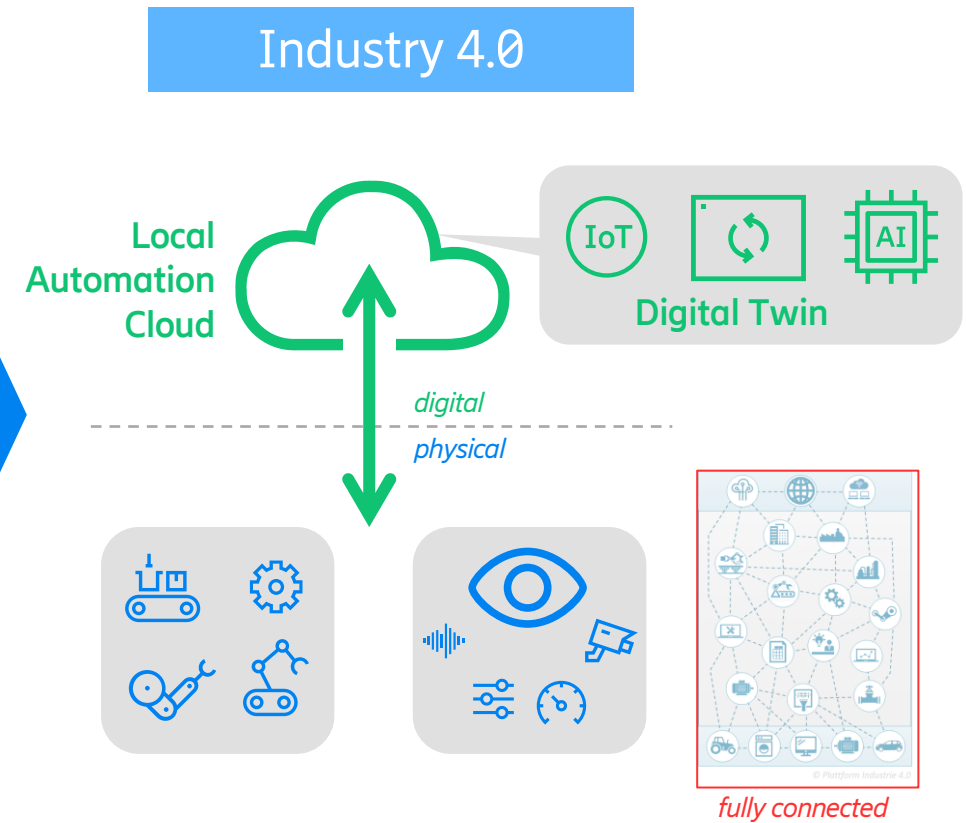 Industry 4.0
Local
Automation
Cloud
IoT
AI
Digital Twin
digital
physical
© Plattform Industrie 4.0
fully connected